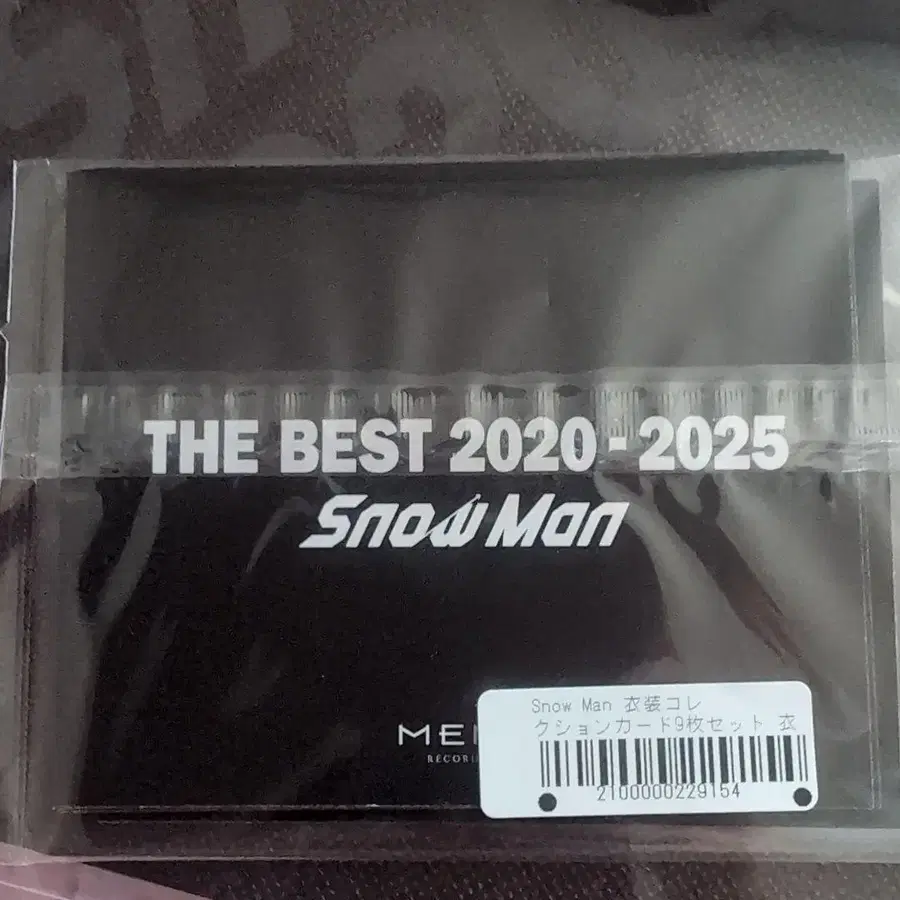 THE BEST 2020-2025
Snow Man
Snow Man 衣装コレ
クションカード9枚セット 衣
2100000229154